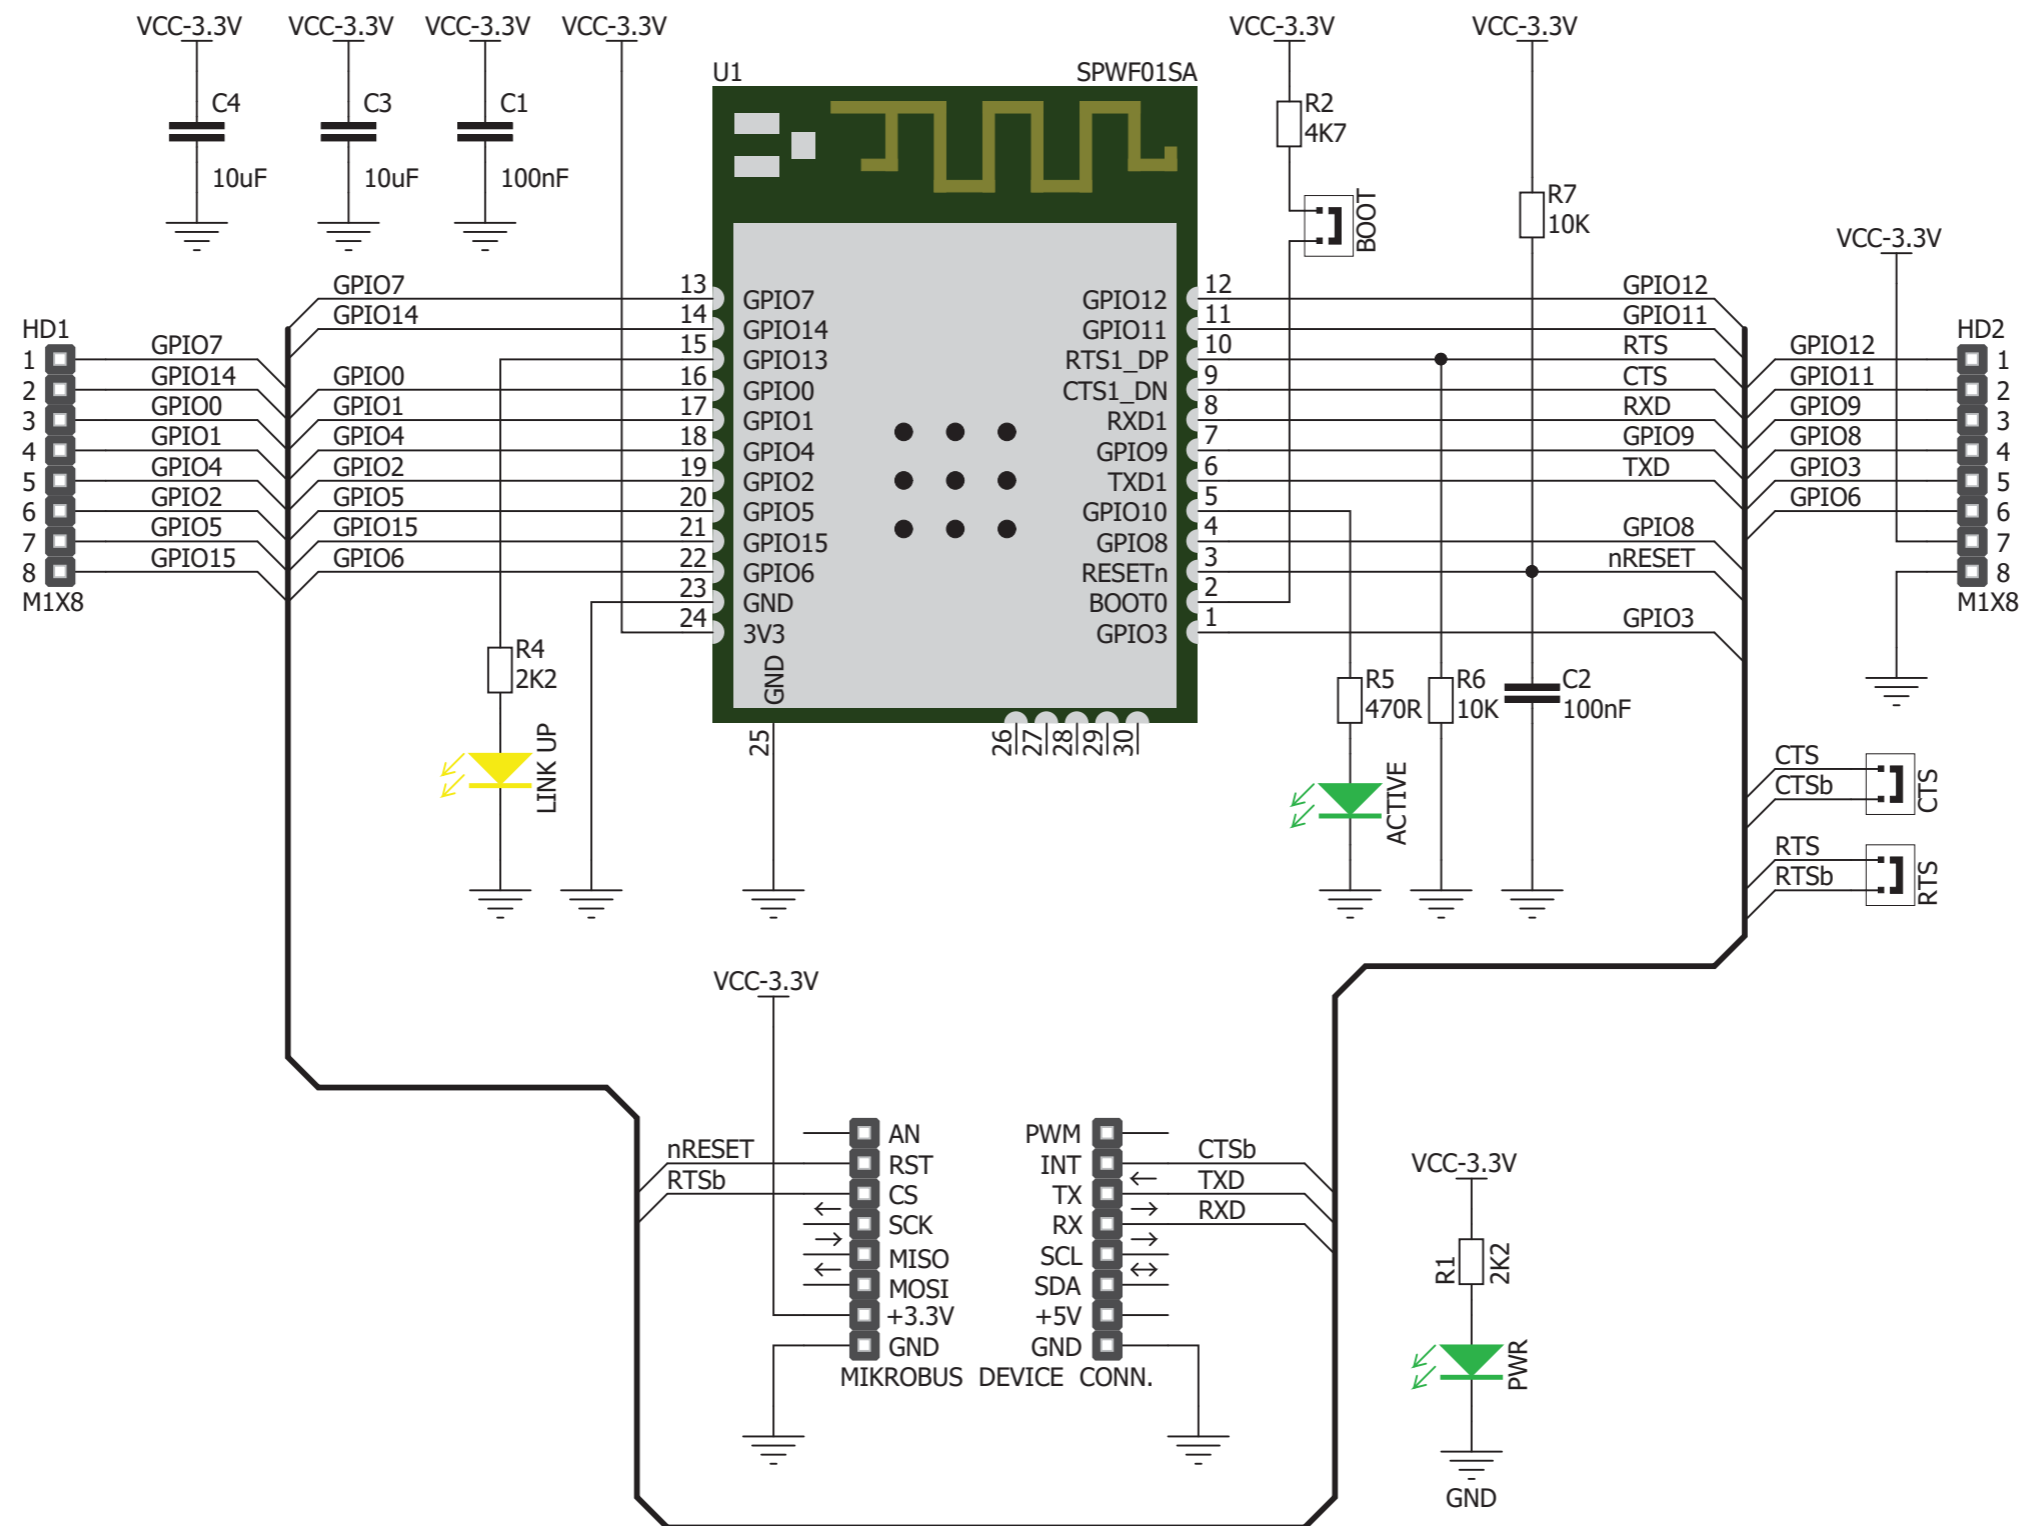 VCC-3.3V VCC-3.3V VCC-3.3V VCC-3.3V VCC-3.3V VCC-3.3V
C4
10uF
C3
10uF
C1
100nF
U1 SPWF01SA
R2
4K7
BOOT
R7
10K
VCC-3.3V
HD1
1 GPIO7
2 GPIO14
3 GPIO0
4 GPIO1
5 GPIO4
6 GPIO2
7 GPIO5
8 GPIO15
M1X8
GPIO7 13 GPIO7
GPIO14 14 GPIO14
15 GPIO13
GPIO0 16 GPIO0
GPIO1 17 GPIO1
GPIO4 18 GPIO4
GPIO2 19 GPIO2
GPIO5 20 GPIO5
GPIO15 21 GPIO15
GPIO6 22 GPIO6
23 GND
24 3V3
GND
25
GPIO12 12 GPIO12
GPIO11 11 GPIO11
RTS1_DP 10 RTS
CTS1_DN 9 CTS
RXD1 8 RXD
GPIO9 7 GPIO9
TXD1 6 TXD
GPIO10 5
GPIO8 4 GPIO8
RESETn 3 nRESET
BOOT0 2
GPIO3 1 GPIO3
26 27 28 29 30
HD2
GPIO12 1
GPIO11 2
GPIO9 3
GPIO8 4
GPIO3 5
GPIO6 6
7
8
M1X8
R4
2K2
LINK UP
R5
470R
ACTIVE
R6
10K
C2
100nF
CTS
CTSb
CTS
RTS
RTSb
RTS
VCC-3.3V
AN
nRESET RST
RTSb CS
SCK
MISO
MOSI
+3.3V
GND
PWM
INT CTSb
TX TXD
RX RXD
SCL
SDA
+5V
GND
MIKROBUS DEVICE CONN.
VCC-3.3V
R1
2K2
PWR
GND